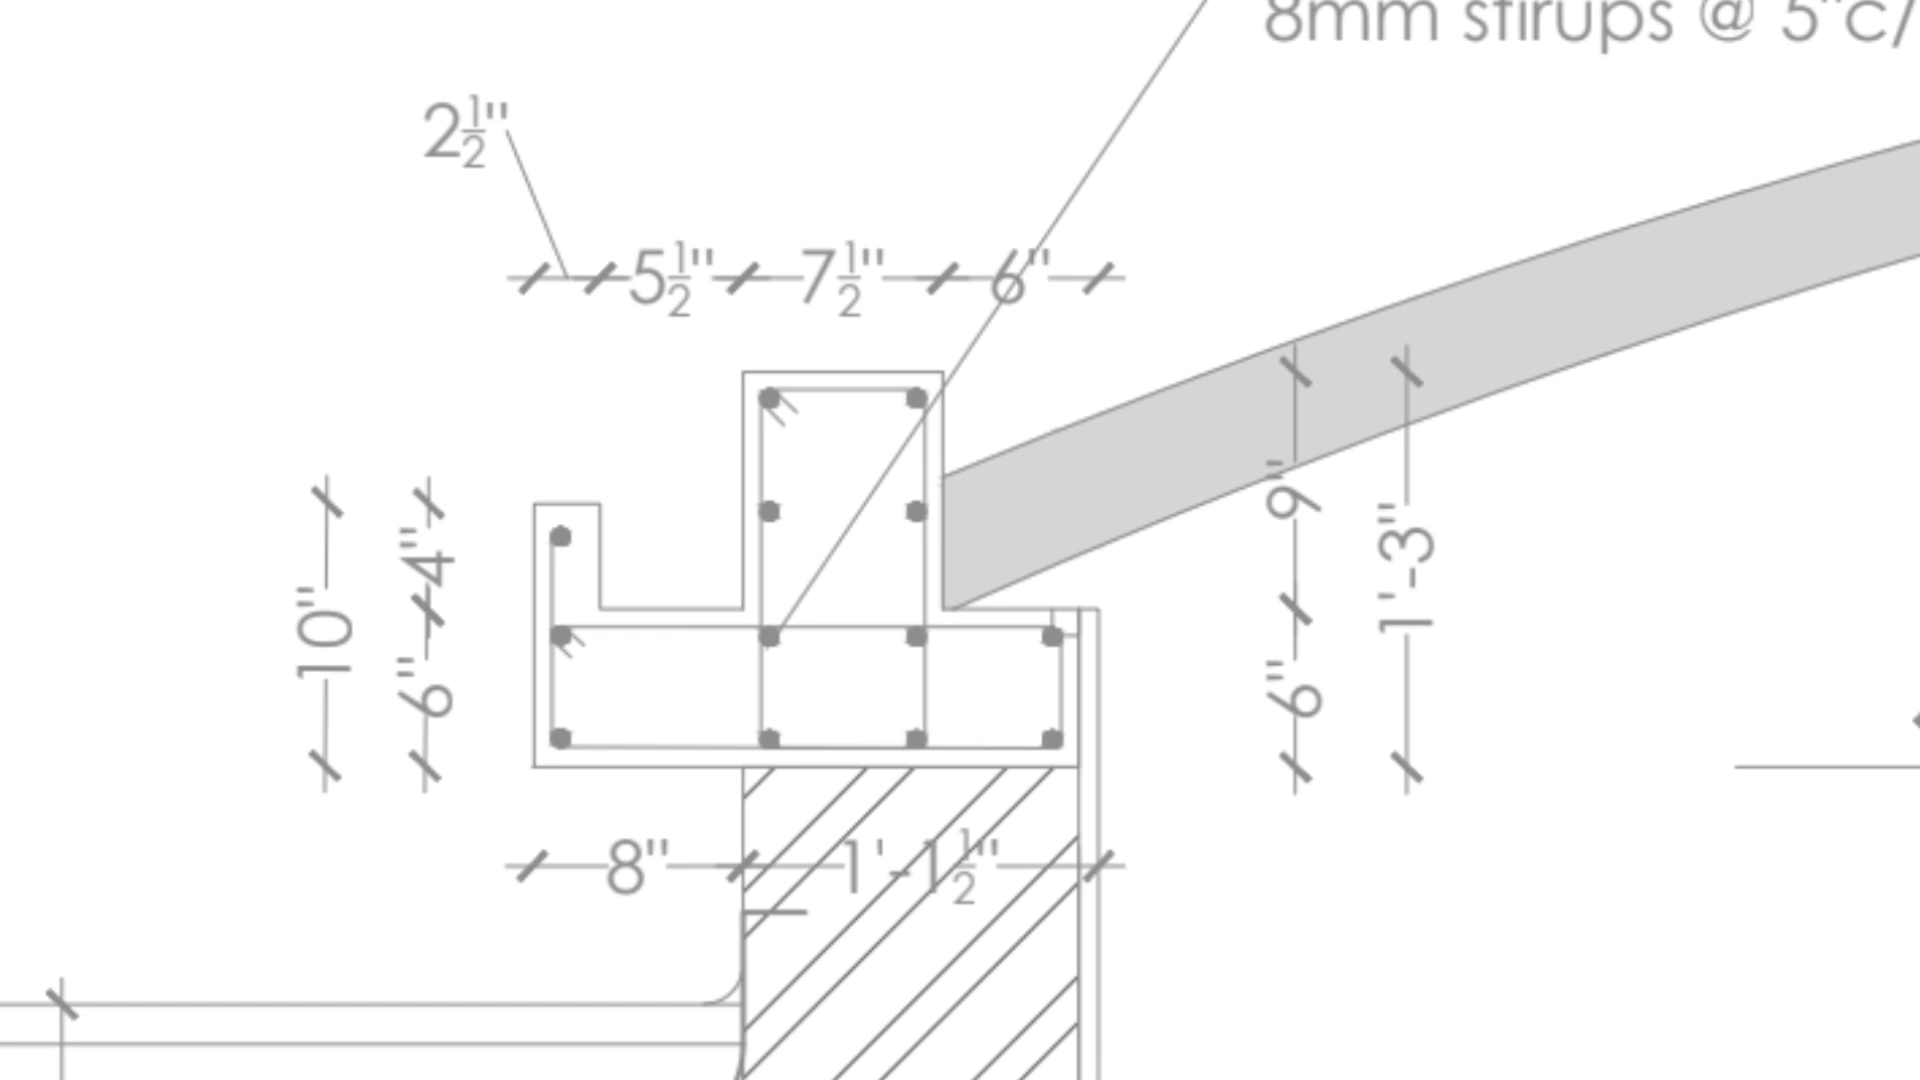 8mm stirups @ 5"c/
2½"
5½" 7½" 6"
10" 4" 6" 9" 6" 1'-3"
8" 1'-1½"